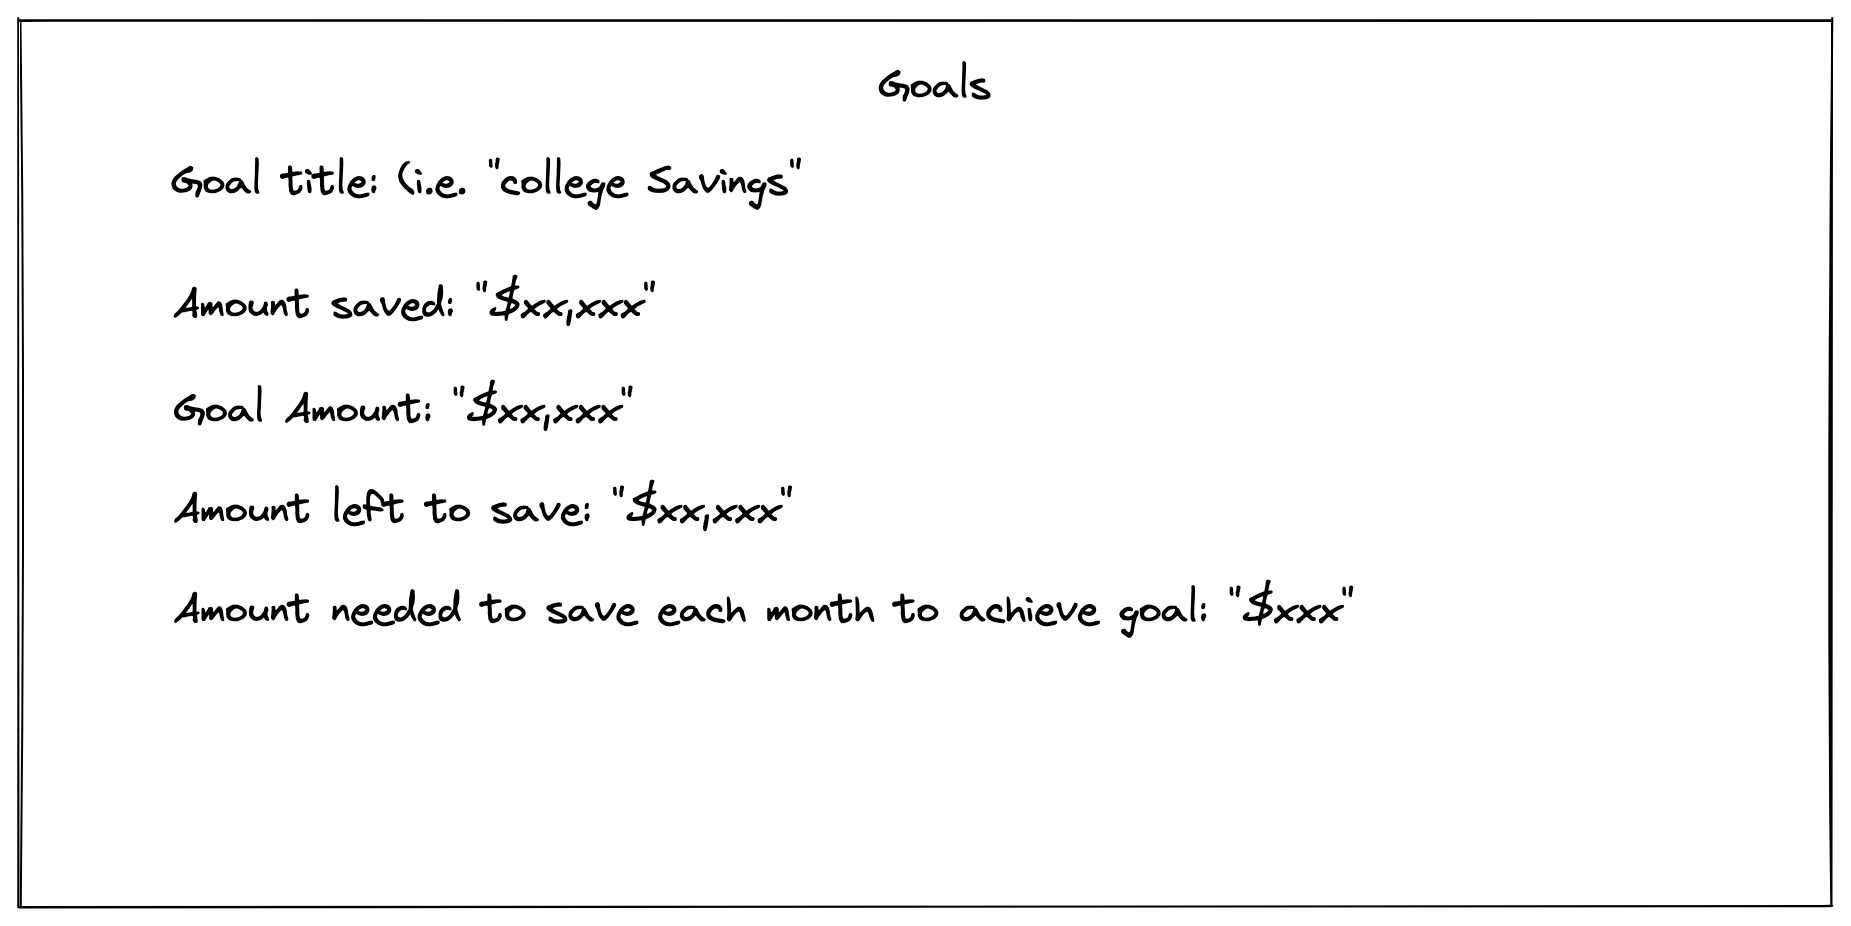 Goals
Goal title: (i.e. "college Savings"
Amount saved: "$xx,xxx"
Goal Amount: "$xx,xxx"
Amount left to save: "$xx,xxx"
Amount needed to save each month to achieve goal: "$xxx"